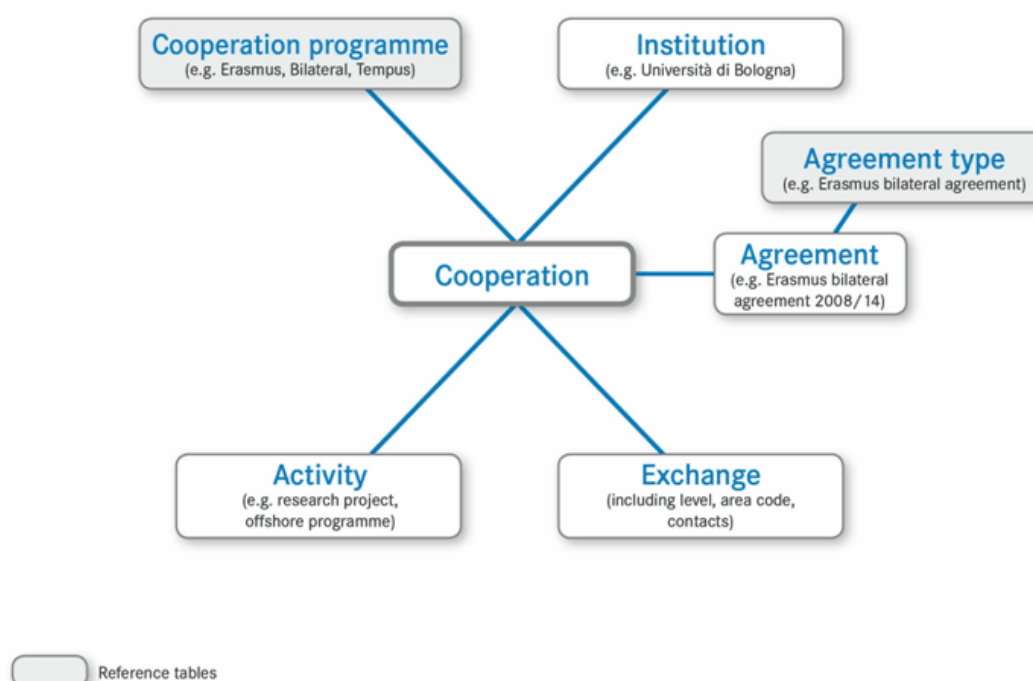 Cooperation programme
(e.g. Erasmus, Bilateral, Tempus)
Institution
(e.g. Università di Bologna)
Agreement type
(e.g. Erasmus bilateral agreement)
Cooperation
Agreement
(e.g. Erasmus bilateral
agreement 2008/14)
Activity
(e.g. research project,
offshore programme)
Exchange
(including level, area code,
contacts)
Reference tables